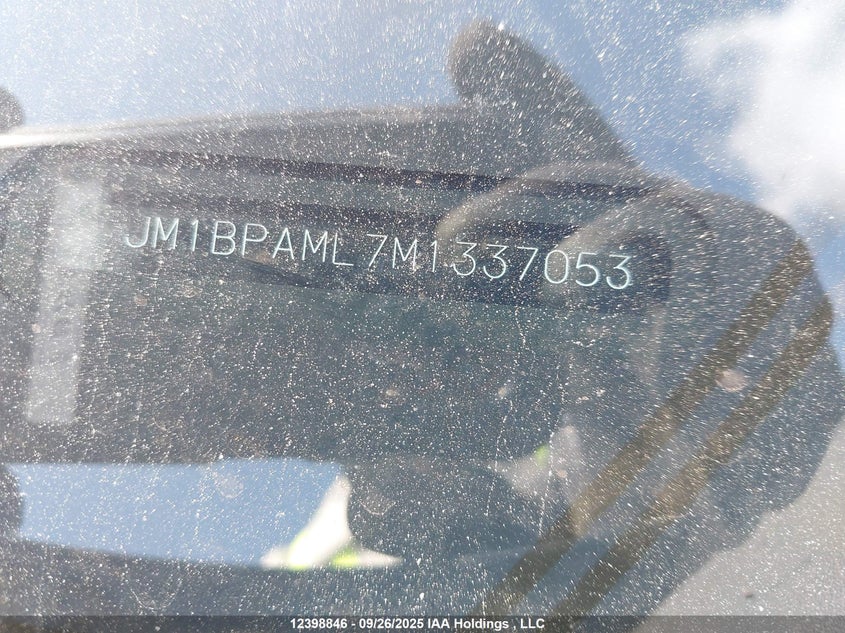 JM1BPAML7M1337053
12398846 - 09/26/2025 IAA Holdings , LLC